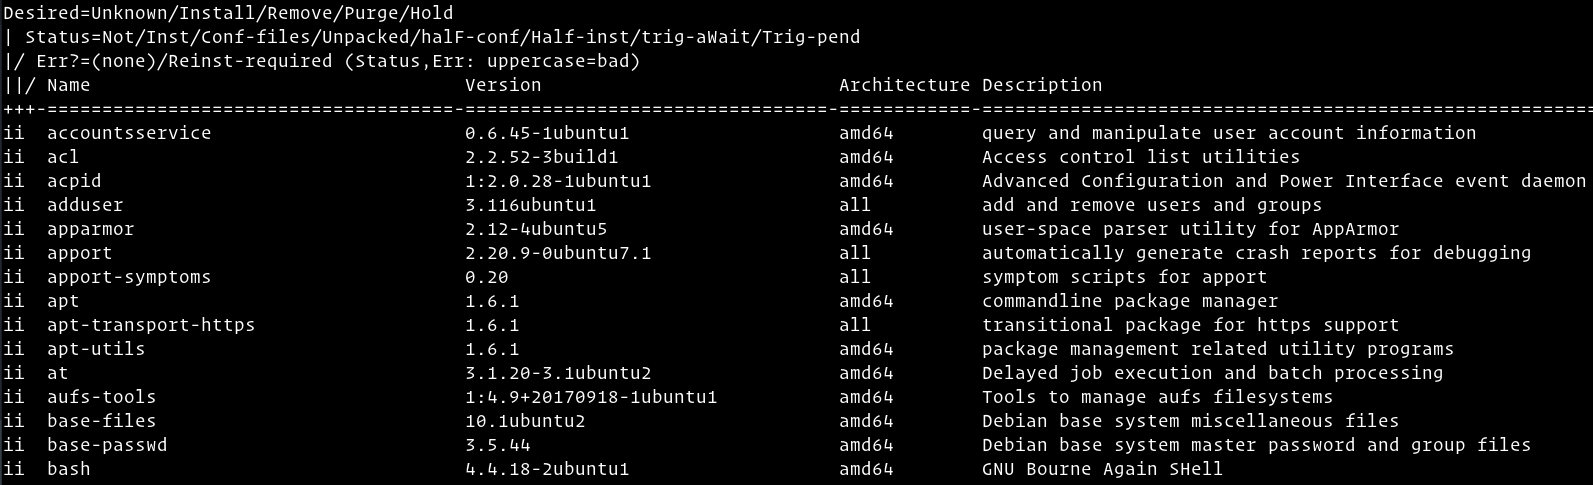 Desired=Unknown/Install/Remove/Purge/Hold
| Status=Not/Inst/Conf-files/Unpacked/halF-conf/Half-inst/trig-aWait/Trig-pend
|/ Err?=(none)/Reinst-required (Status,Err: uppercase=bad)
||/ Name                                  Version                           Architecture Description
+++-=====================================-=================================-============-========================================================
ii  accountsservice                       0.6.45-1ubuntu1                   amd64        query and manipulate user account information
ii  acl                                   2.2.52-3build1                    amd64        Access control list utilities
ii  acpid                                 1:2.0.28-1ubuntu1                 amd64        Advanced Configuration and Power Interface event daemon
ii  adduser                               3.116ubuntu1                      all          add and remove users and groups
ii  apparmor                              2.12-4ubuntu5                     amd64        user-space parser utility for AppArmor
ii  apport                                2.20.9-0ubuntu7.1                 all          automatically generate crash reports for debugging
ii  apport-symptoms                       0.20                              all          symptom scripts for apport
ii  apt                                   1.6.1                             amd64        commandline package manager
ii  apt-transport-https                   1.6.1                             all          transitional package for https support
ii  apt-utils                             1.6.1                             amd64        package management related utility programs
ii  at                                    3.1.20-3.1ubuntu2                 amd64        Delayed job execution and batch processing
ii  aufs-tools                            1:4.9+20170918-1ubuntu1           amd64        Tools to manage aufs filesystems
ii  base-files                            10.1ubuntu2                       amd64        Debian base system miscellaneous files
ii  base-passwd                           3.5.44                            amd64        Debian base system master password and group files
ii  bash                                  4.4.18-2ubuntu1                   amd64        GNU Bourne Again SHell